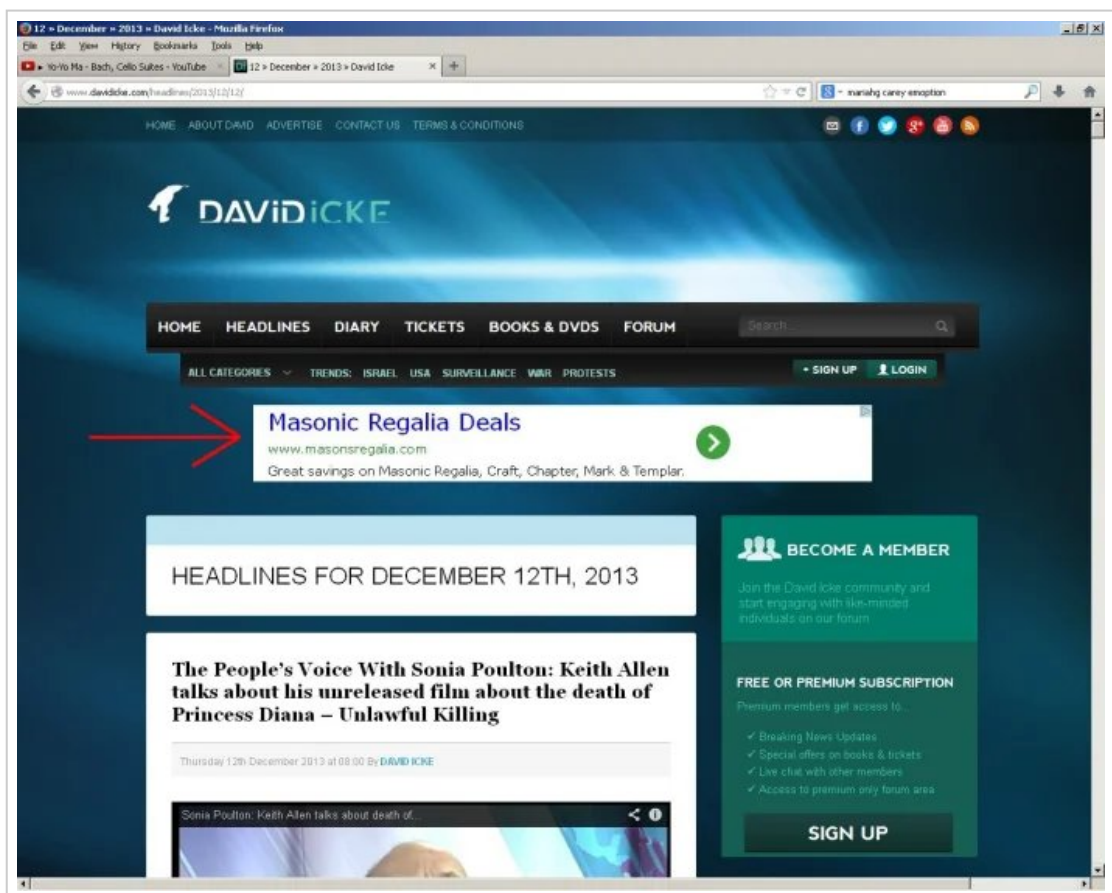 12 » December » 2013 » David Icke - Mozilla Firefox
File Edit View History Bookmarks Tools Help
Yo-Yo Ma - Bach, Cello Suites - YouTube 12 » December » 2013 » David Icke
www.davidicke.com/headlines/2013/12/12/ mariahg carey emoption
HOME ABOUT DAVID ADVERTISE CONTACT US TERMS & CONDITIONS
DAViD iCKE
HOME HEADLINES DIARY TICKETS BOOKS & DVDS FORUM Search...
ALL CATEGORIES TRENDS: ISRAEL USA SURVEILLANCE WAR PROTESTS + SIGN UP LOGIN
Masonic Regalia Deals
www.masonsregalia.com
Great savings on Masonic Regalia, Craft, Chapter, Mark & Templar.
HEADLINES FOR DECEMBER 12TH, 2013
The People's Voice With Sonia Poulton: Keith Allen
talks about his unreleased film about the death of
Princess Diana – Unlawful Killing
Thursday 12th December 2013 at 08:00 By DAVID ICKE
Sonia Poulton: Keith Allen talks about death of...
BECOME A MEMBER
Join the David Icke community and
start engaging with like-minded
individuals on our forum
FREE OR PREMIUM SUBSCRIPTION
Premium members get access to...
✓ Breaking News Updates
✓ Special offers on books & tickets
✓ Live chat with other members
✓ Access to premium only forum area
SIGN UP